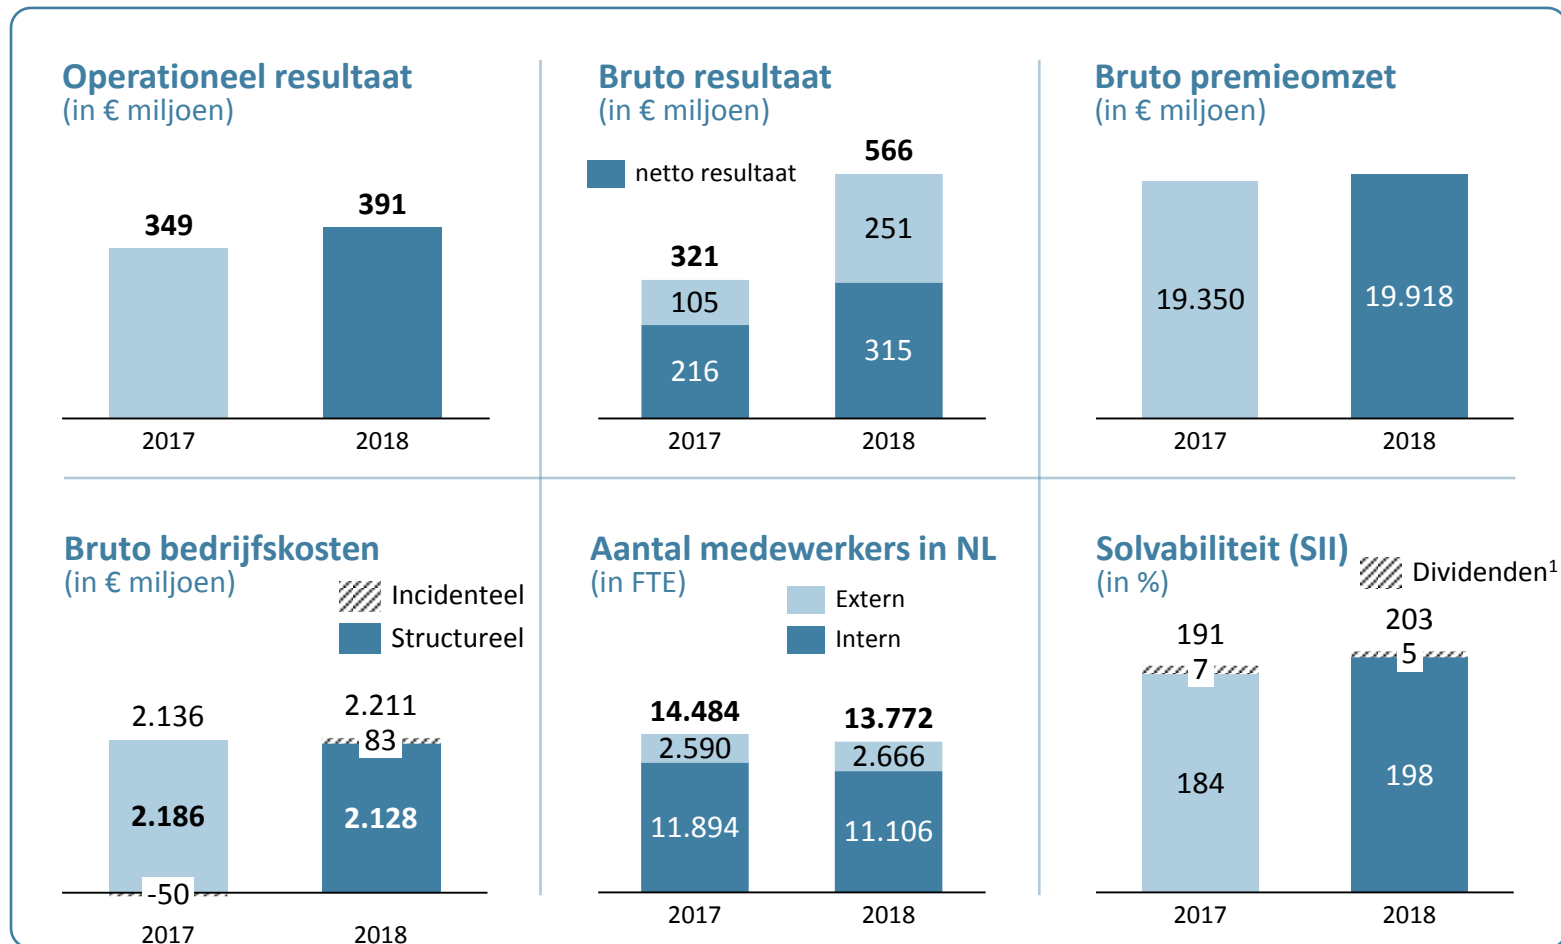 Operationeel resultaat
(in € miljoen)
349
391
2017
2018
Bruto resultaat
(in € miljoen)
netto resultaat
566
251
321
105
315
216
2017
2018
Bruto premieomzet
(in € miljoen)
19.350
19.918
2017
2018
Bruto bedrijfskosten
(in € miljoen)
Incidenteel
Structureel
2.136
2.211
83
2.186
2.128
-50
2017
2018
Aantal medewerkers in NL
(in FTE)
Extern
Intern
14.484
13.772
2.590
2.666
11.894
11.106
2017
2018
Solvabiliteit (SII)
(in %)
Dividenden¹
191
203
7
5
184
198
2017
2018